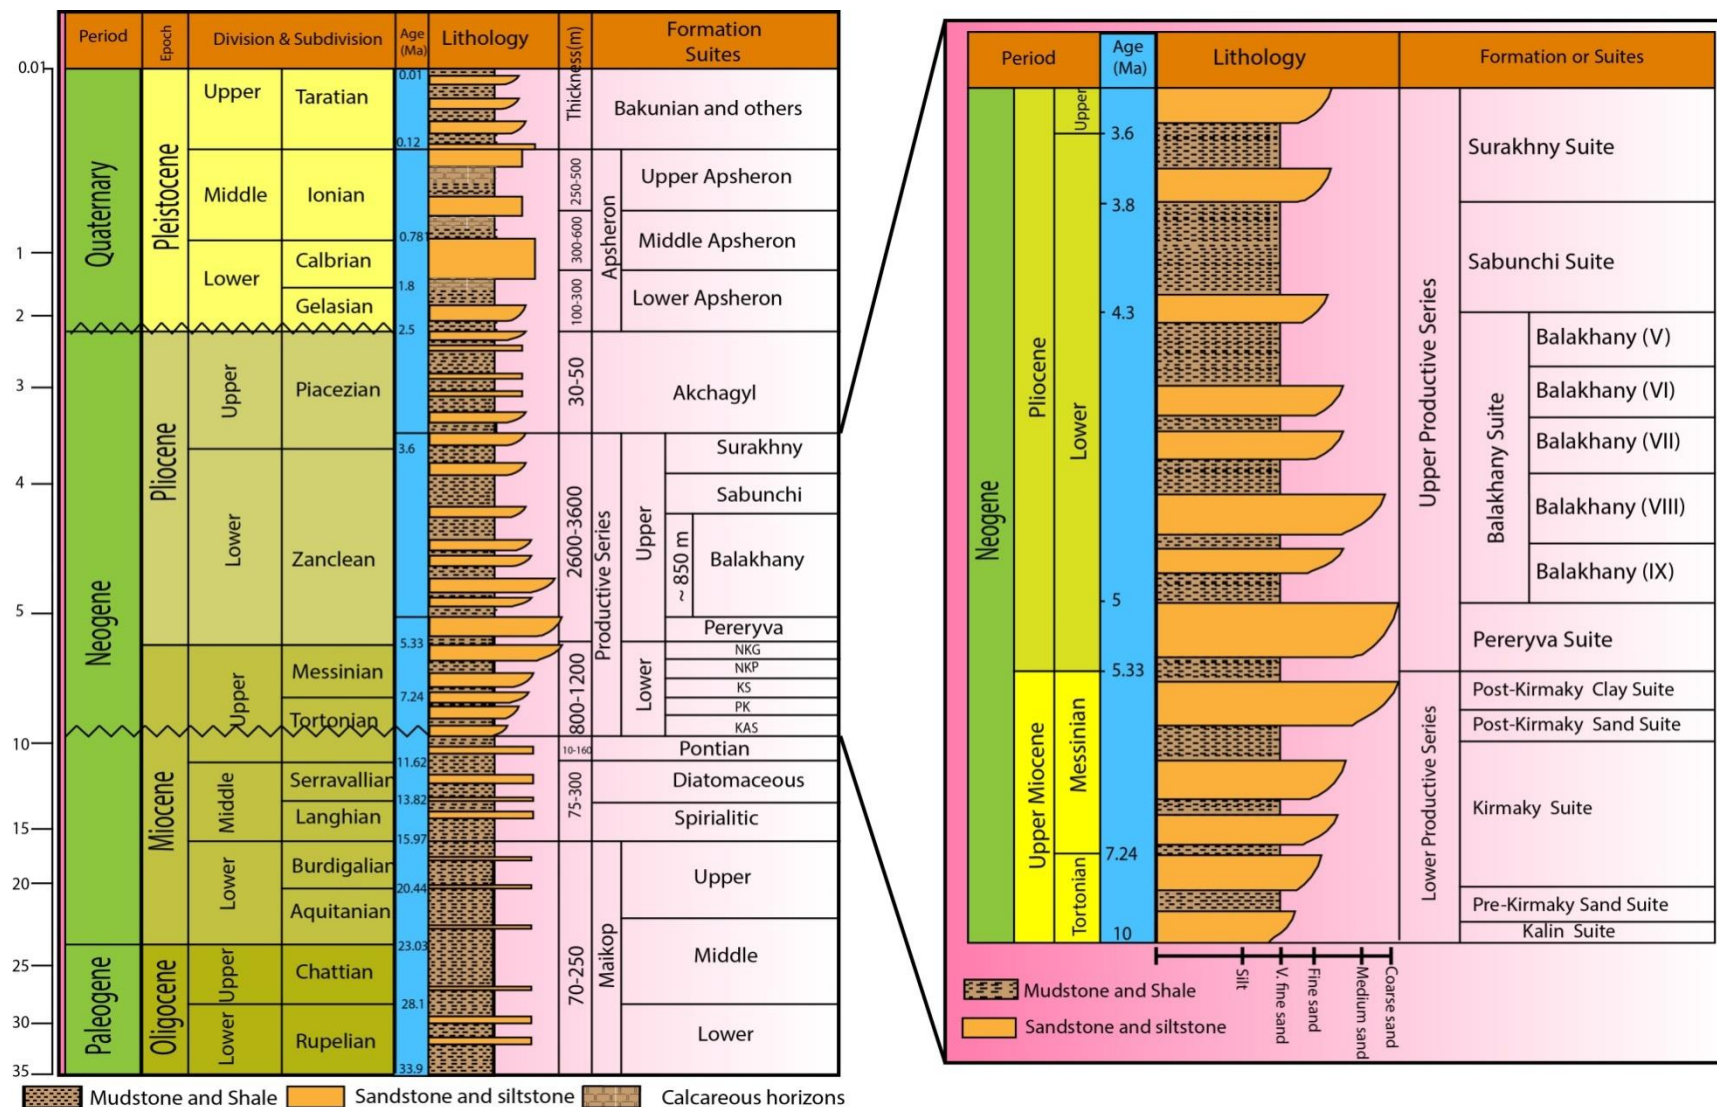 Period
Epoch
Division & Subdivision
Age
(Ma)
Lithology
Thickness(m)
Formation
Suites
0.01
1
2
3
4
5
10
15
20
25
30
35
Quaternary
Neogene
Paleogene
Pleistocene
Pliocene
Miocene
Oligocene
Upper
Middle
Lower
Upper
Lower
Upper
Middle
Lower
Upper
Lower
Taratian
Ionian
Calbrian
Gelasian
Piacezian
Zanclean
Messinian
Tortonian
Serravallian
Langhian
Burdigalian
Aquitanian
Chattian
Rupelian
0.01
0.12
0.781
1.8
2.5
3.6
5.33
7.24
11.62
13.82
15.97
20.44
23.03
28.1
33.9
250-500
300-600
100-300
30-50
2600-3600
800-1200
10-160
75-300
70-250
Bakunian and others
Apsheron
Upper Apsheron
Middle Apsheron
Lower Apsheron
Akchagyl
Productive Series
Upper
Surakhny
Sabunchi
~ 850 m
Balakhany
Pereryva
Lower
NKG
NKP
KS
PK
KAS
Pontian
Diatomaceous
Spirialitic
Maikop
Upper
Middle
Lower
Mudstone and Shale
Sandstone and siltstone
Calcareous horizons
Period
Age
(Ma)
Lithology
Formation or Suites
Neogene
Pliocene
Upper Miocene
Upper
Lower
Messinian
Tortonian
3.6
3.8
4.3
5
5.33
7.24
10
Upper Productive Series
Lower Productive Series
Surakhny Suite
Sabunchi Suite
Balakhany Suite
Balakhany (V)
Balakhany (VI)
Balakhany (VII)
Balakhany (VIII)
Balakhany (IX)
Pereryva Suite
Post-Kirmaky Clay Suite
Post-Kirmaky Sand Suite
Kirmaky Suite
Pre-Kirmaky Sand Suite
Kalin Suite
Silt
V. fine sand
Fine sand
Medium sand
Coarse sand
Mudstone and Shale
Sandstone and siltstone